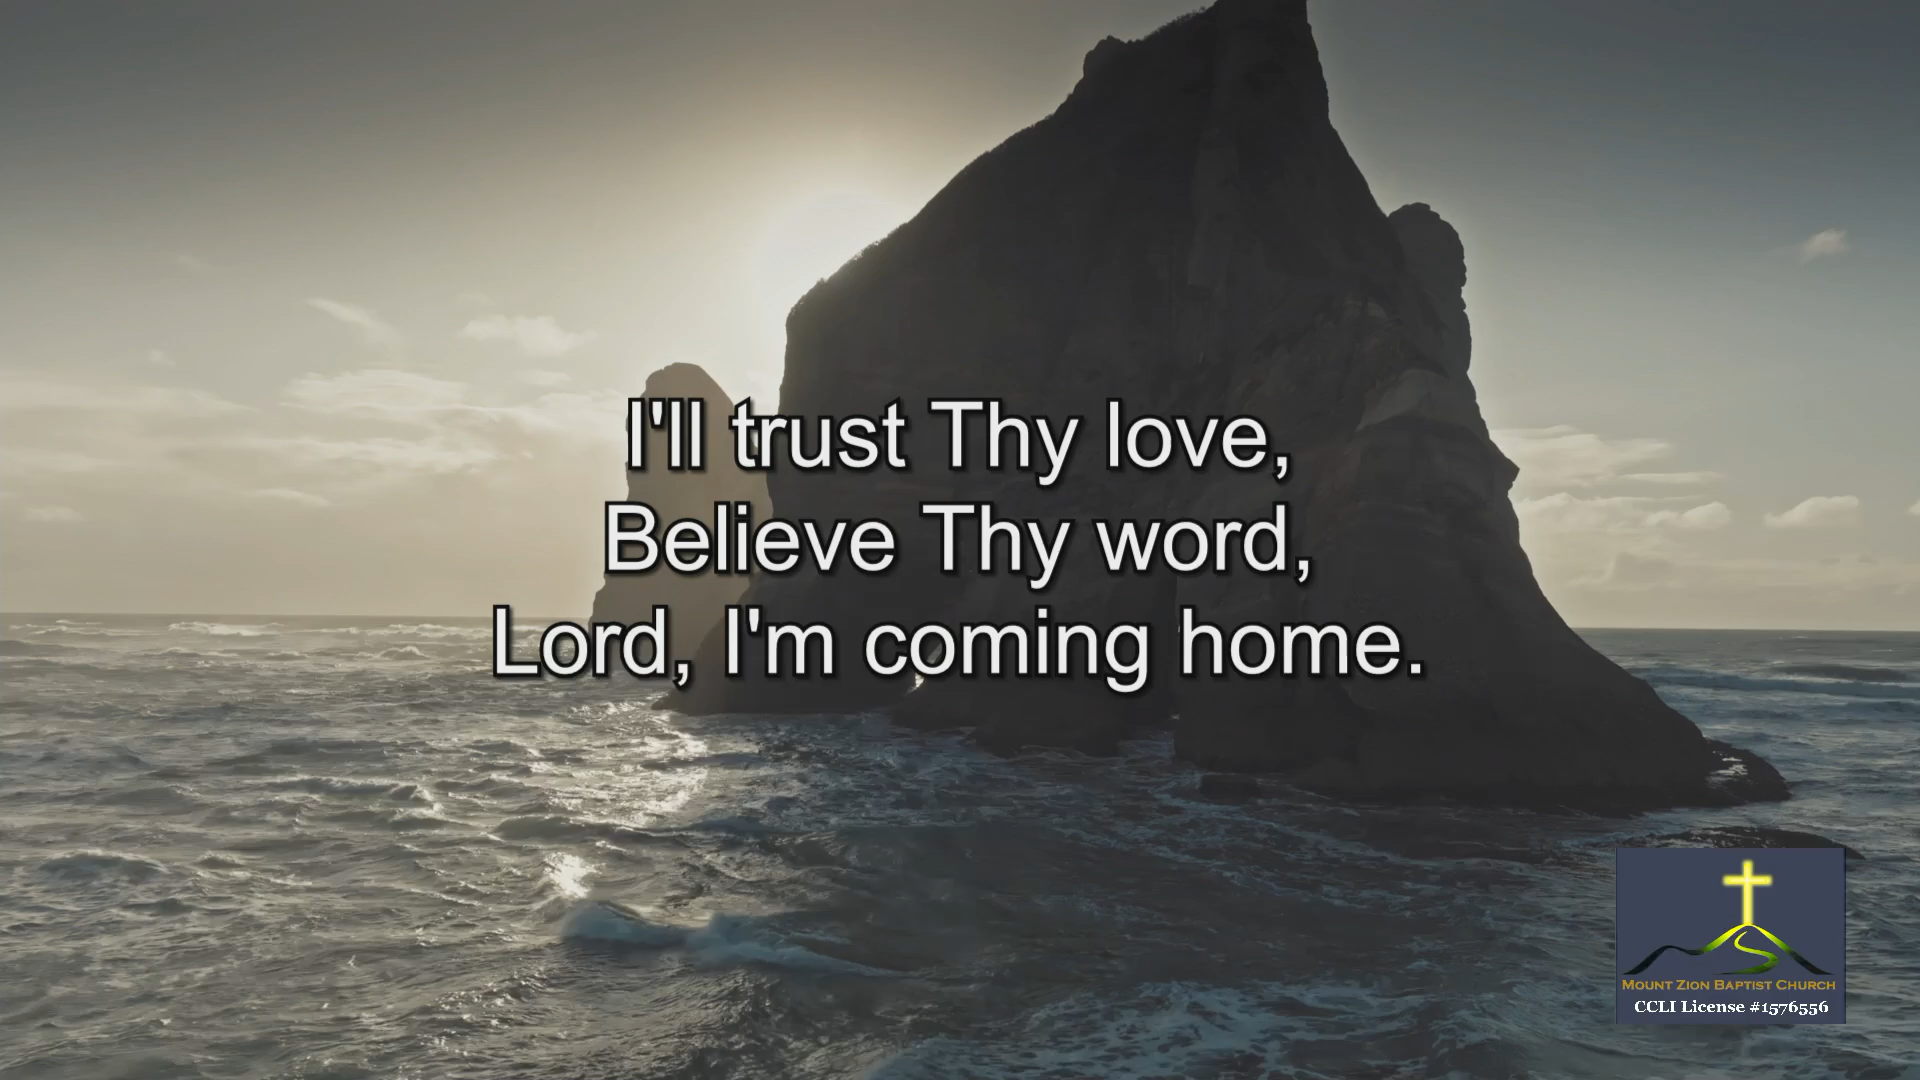 I'll trust Thy love,
Believe Thy word,
Lord, I'm coming home.
Mount Zion Baptist Church
CCLI License #1576556